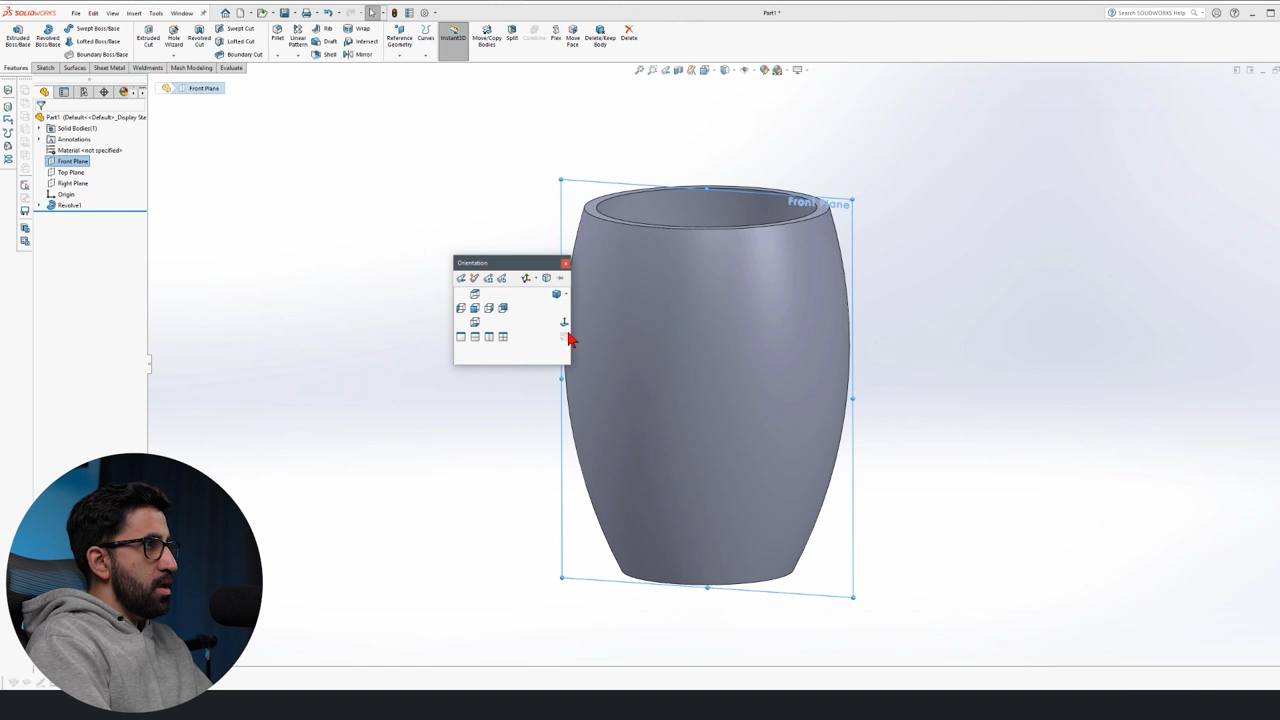 SOLIDWORKS File Edit View Insert Tools Window Part1 * Search SOLIDWORKS Help
Extruded Boss/Base
Revolved Boss/Base
Swept Boss/Base
Lofted Boss/Base
Boundary Boss/Base
Extruded Cut
Hole Wizard
Revolved Cut
Swept Cut
Lofted Cut
Boundary Cut
Fillet
Linear Pattern
Rib
Draft
Shell
Wrap
Intersect
Mirror
Reference Geometry
Curves
Instant3D
Move/Copy Bodies
Split
Combine
Flex
Move Face
Delete/Keep Body
Delete
Features Sketch Surfaces Sheet Metal Weldments Mesh Modeling Evaluate
Front Plane
Part1 (Default<<Default>_Display Sta
Solid Bodies(1)
Annotations
Material <not specified>
Front Plane
Top Plane
Right Plane
Origin
Revolve1
Orientation
Front Plane